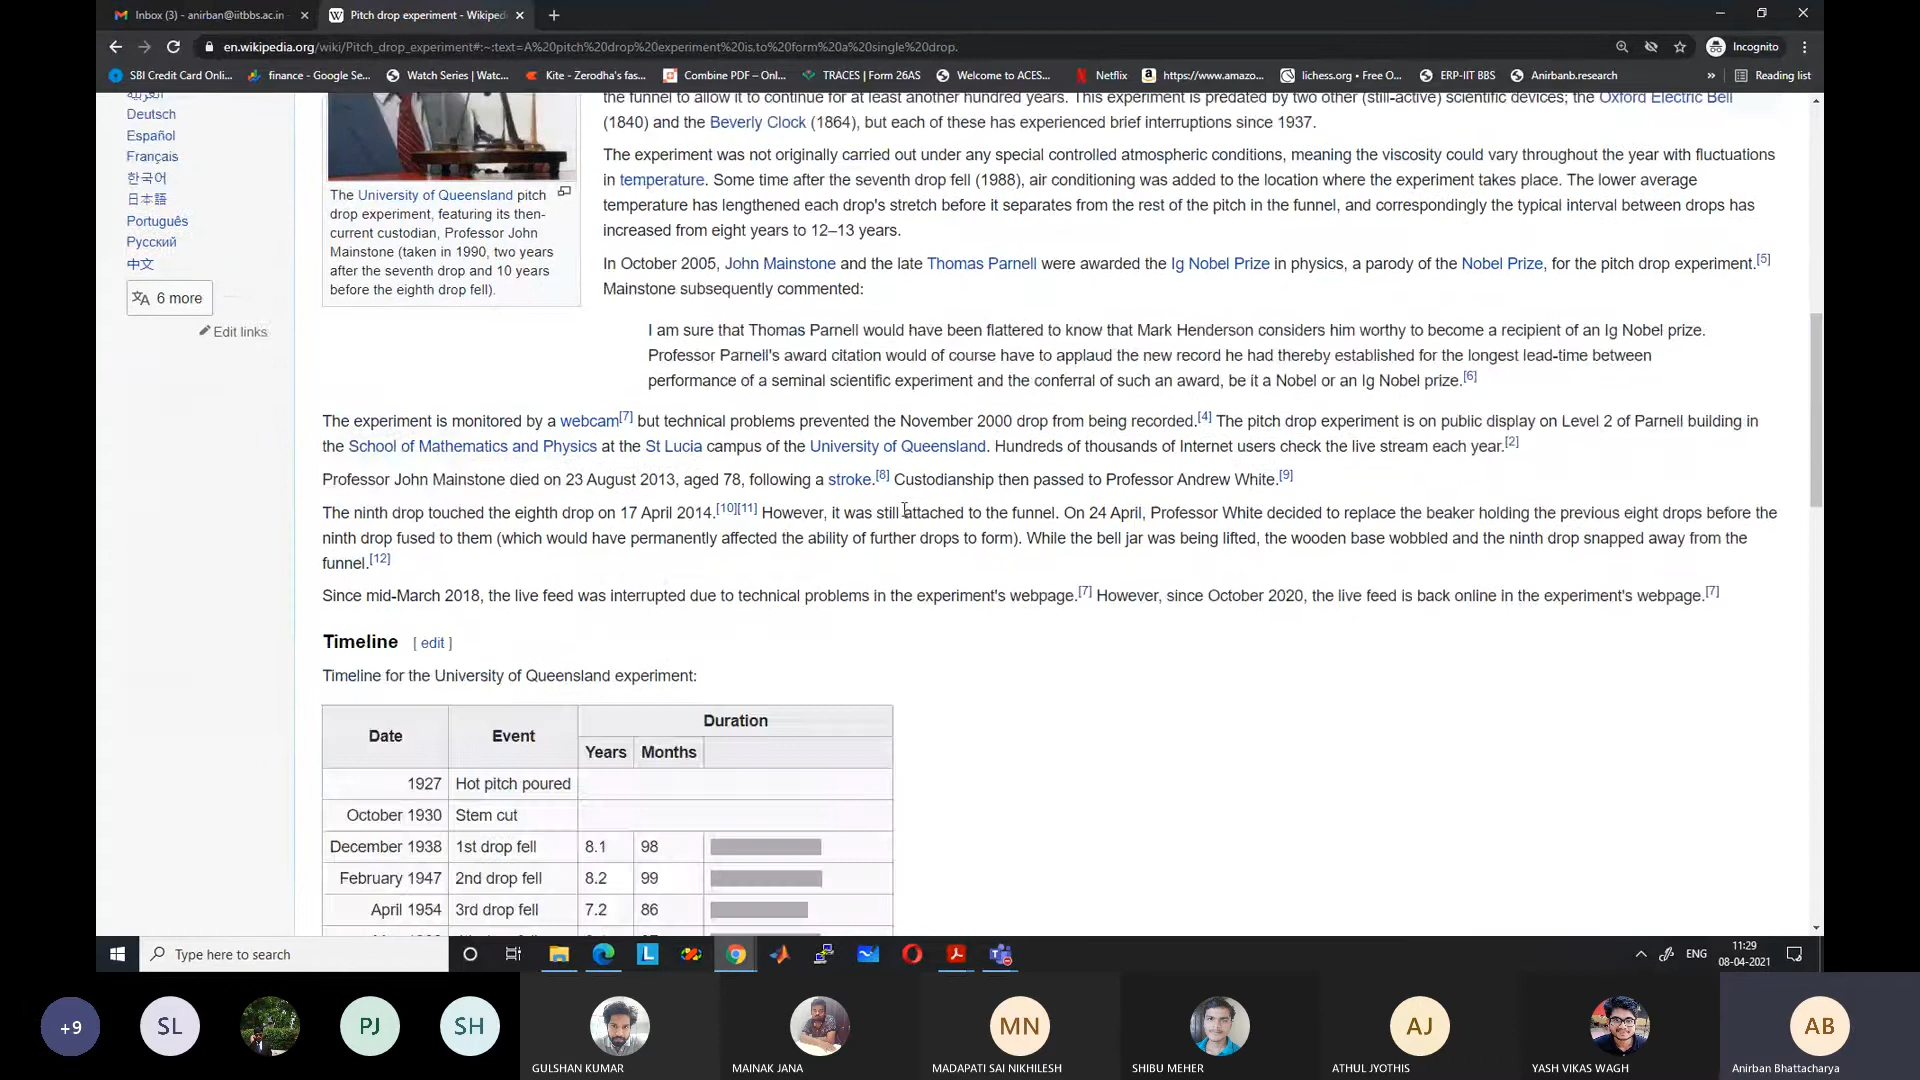 Inbox (3) - anirban@iitbbs.ac.in
Pitch drop experiment - Wikiped
en.wikipedia.org/wiki/Pitch_drop_experiment#:~:text=A%20pitch%20drop%20experiment%20is,to%20form%20a%20single%20drop.
Incognito
SBI Credit Card Onli...
finance - Google Se...
Watch Series | Watc...
Kite - Zerodha's fas...
Combine PDF – Onl...
TRACES | Form 26AS
Welcome to ACES...
Netflix
https://www.amazo...
lichess.org • Free O...
ERP-IIT BBS
Anirbanb.research
»
Reading list
العربية
Deutsch
Español
Français
한국어
日本語
Português
Русский
中文
6 more
Edit links
The University of Queensland pitch
drop experiment, featuring its then-
current custodian, Professor John
Mainstone (taken in 1990, two years
after the seventh drop and 10 years
before the eighth drop fell).
the funnel to allow it to continue for at least another hundred years. This experiment is predated by two other (still-active) scientific devices; the Oxford Electric Bell
(1840) and the Beverly Clock (1864), but each of these has experienced brief interruptions since 1937.
The experiment was not originally carried out under any special controlled atmospheric conditions, meaning the viscosity could vary throughout the year with fluctuations
in temperature. Some time after the seventh drop fell (1988), air conditioning was added to the location where the experiment takes place. The lower average
temperature has lengthened each drop's stretch before it separates from the rest of the pitch in the funnel, and correspondingly the typical interval between drops has
increased from eight years to 12–13 years.
In October 2005, John Mainstone and the late Thomas Parnell were awarded the Ig Nobel Prize in physics, a parody of the Nobel Prize, for the pitch drop experiment.[5]
Mainstone subsequently commented:
I am sure that Thomas Parnell would have been flattered to know that Mark Henderson considers him worthy to become a recipient of an Ig Nobel prize.
Professor Parnell's award citation would of course have to applaud the new record he had thereby established for the longest lead-time between
performance of a seminal scientific experiment and the conferral of such an award, be it a Nobel or an Ig Nobel prize.[6]
The experiment is monitored by a webcam[7] but technical problems prevented the November 2000 drop from being recorded.[4] The pitch drop experiment is on public display on Level 2 of Parnell building in
the School of Mathematics and Physics at the St Lucia campus of the University of Queensland. Hundreds of thousands of Internet users check the live stream each year.[2]
Professor John Mainstone died on 23 August 2013, aged 78, following a stroke.[8] Custodianship then passed to Professor Andrew White.[9]
The ninth drop touched the eighth drop on 17 April 2014.[10][11] However, it was still attached to the funnel. On 24 April, Professor White decided to replace the beaker holding the previous eight drops before the
ninth drop fused to them (which would have permanently affected the ability of further drops to form). While the bell jar was being lifted, the wooden base wobbled and the ninth drop snapped away from the
funnel.[12]
Since mid-March 2018, the live feed was interrupted due to technical problems in the experiment's webpage.[7] However, since October 2020, the live feed is back online in the experiment's webpage.[7]
Timeline [ edit ]
Timeline for the University of Queensland experiment:
Date Event Duration
Years Months
1927 Hot pitch poured
October 1930 Stem cut
December 1938 1st drop fell 8.1 98
February 1947 2nd drop fell 8.2 99
April 1954 3rd drop fell 7.2 86
Type here to search
ENG
11:29
08-04-2021
+9
SL
PJ
SH
MN
AJ
AB
GULSHAN KUMAR
MAINAK JANA
MADAPATI SAI NIKHILESH
SHIBU MEHER
ATHUL JYOTHIS
YASH VIKAS WAGH
Anirban Bhattacharya